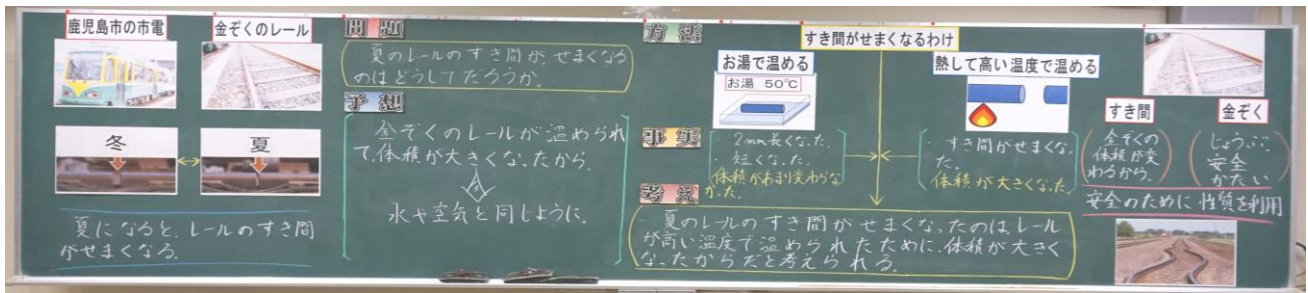 鹿児島市の市電
金ぞくのレール
冬
夏
夏になると、レールのすき間
がせまくなる。
問題
夏のレールのすき間が、せまくなる
のはどうしてだろうか。
予想
金ぞくのレールが温められ
て、体積が大きくなったから。
水や空気と同じように。
方法
すき間がせまくなるわけ
お湯で温める
お湯 50℃
熱して高い温度で温める
事実
・2mm長くなった。
・短くなった。
体積があまり変わらな
かった。
・すき間がせまくなっ
た。
体積が大きくなった。
考え
・夏のレールのすき間がせまくなったのは、レール
が高い温度で温められたために、体積が大きく
なったからだと考えられる。
すき間
金ぞくの
体積が変
わるから。
金ぞく
じょうぶ
安全
かたい
安全のために性質を利用